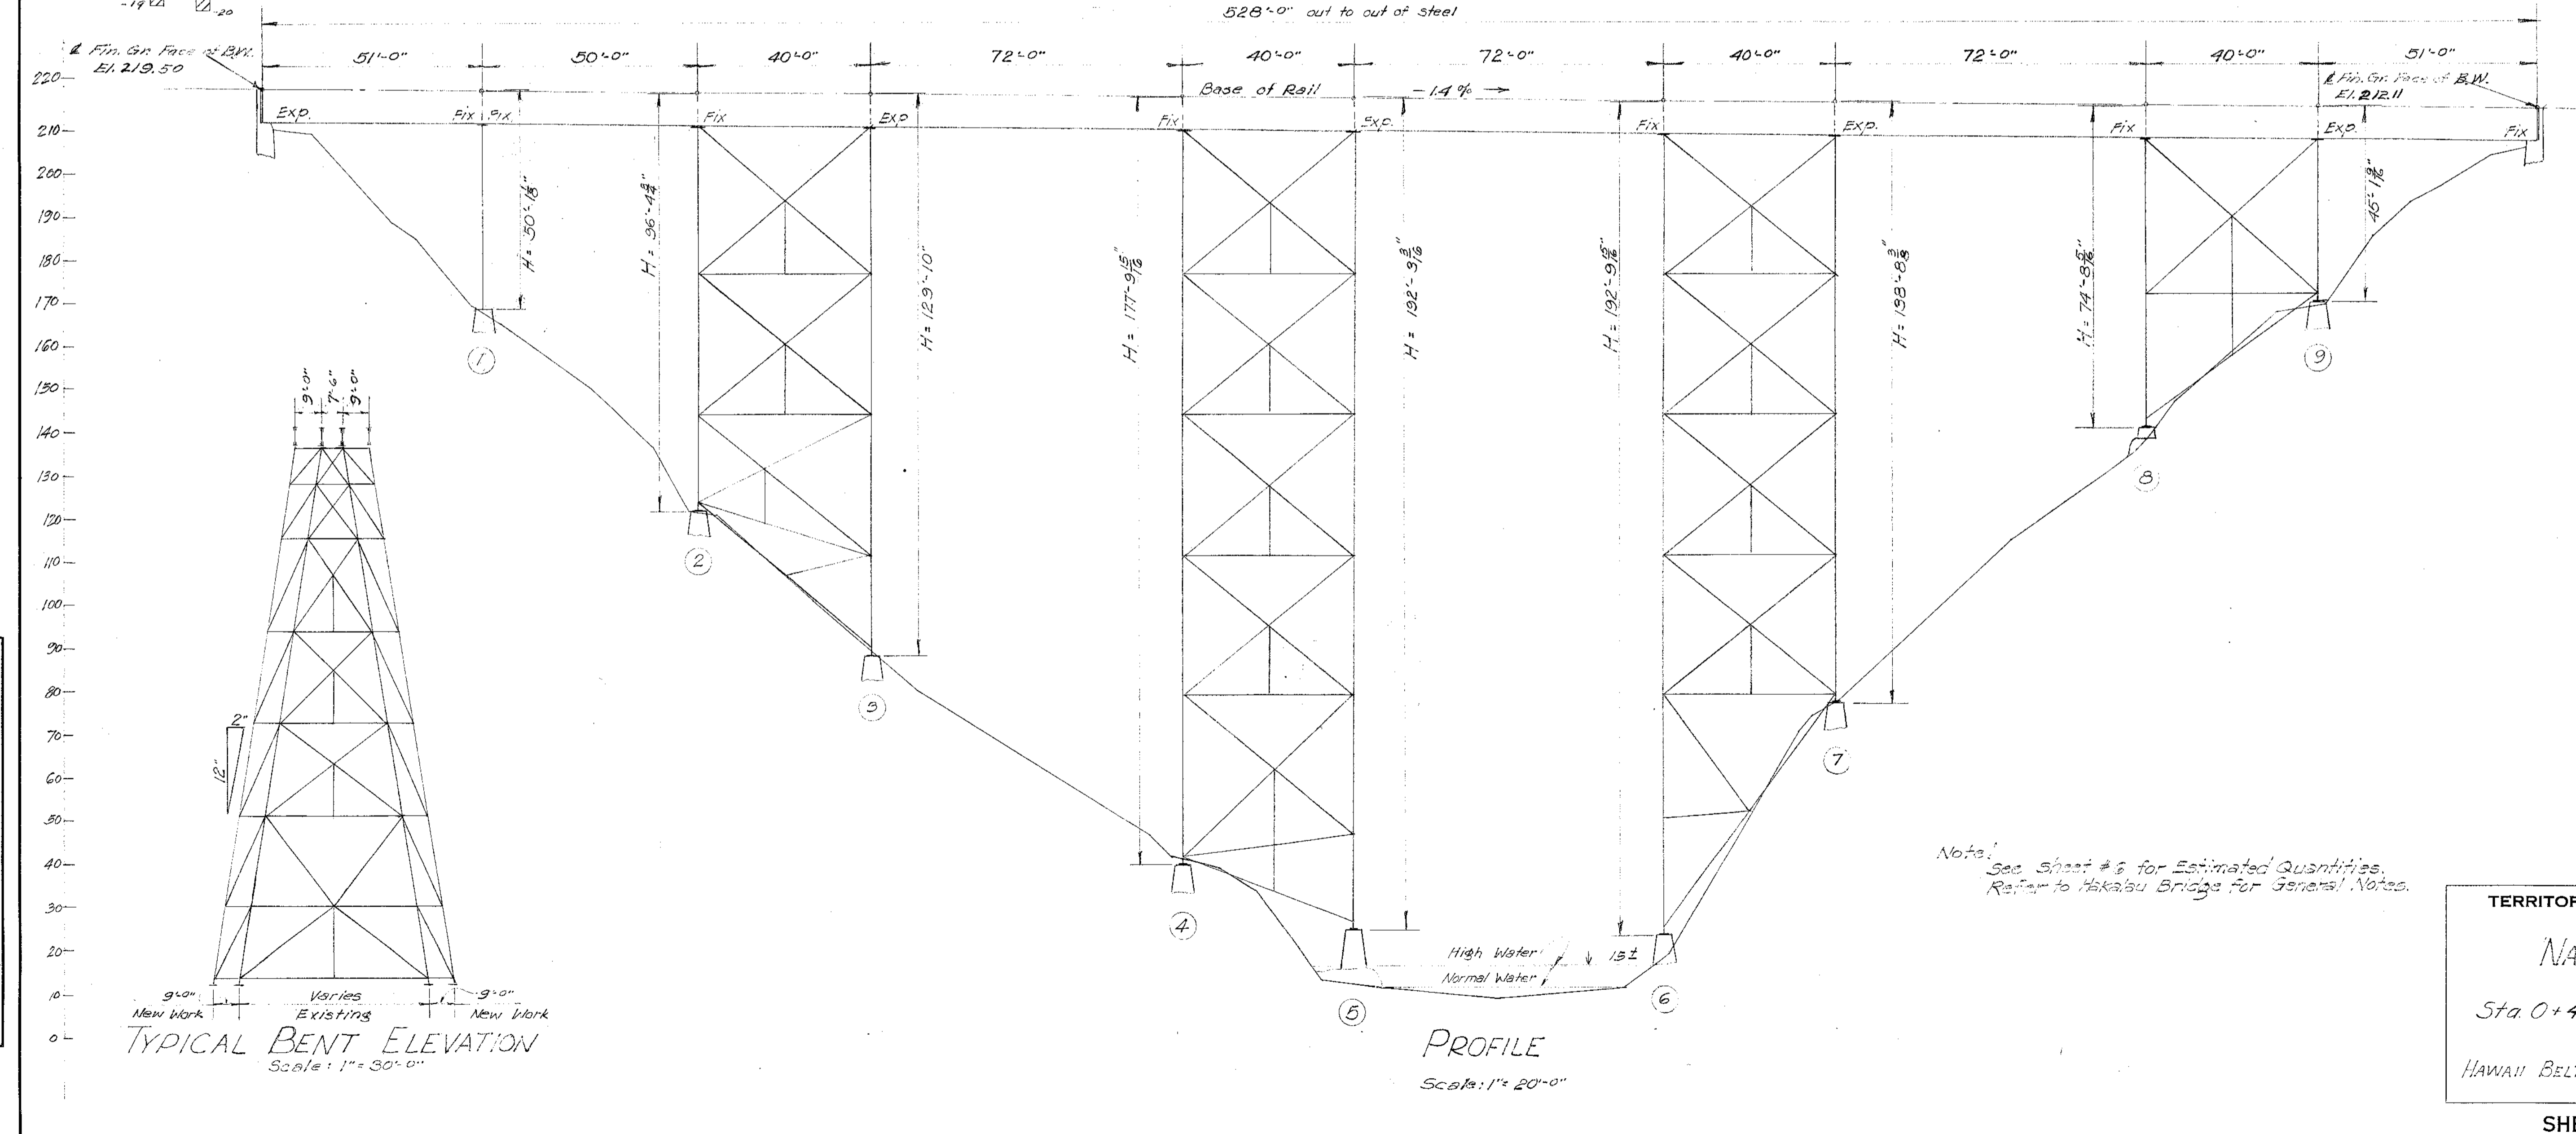 -19
-20
528'-0" out to out of steel
℄ Fin. Gr. Face of B.W.
El. 219.50
51'-0"
50'-0"
40'-0"
72'-0"
40'-0"
72'-0"
40'-0"
72'-0"
40'-0"
51'-0"
℄ Fin. Gr. Face of B.W.
El. 212.11
Base of Rail
-1.4% →
Exp.
Fix
Fix
Fix
Exp
Fix
Exp.
Fix
Exp.
Fix
Exp.
Fix
220
210
200
190
180
170
160
150
140
130
120
110
100
90
80
70
60
50
40
30
20
10
0
H = 50'-1⅛"
H = 96'-4¾"
H = 129'-10"
H = 177'-9 15/16"
H = 192'-9 3/16"
H = 192'-9 15/16"
H = 138'-8⅜"
H = 74'-8 5/16"
45'-1 9/16"
1
2
3
4
5
6
7
8
9
9'-0"
7'-6"
9'-0"
2"
12"
9'-0"
Varies
9'-0"
New Work
Existing
New Work
TYPICAL BENT ELEVATION
Scale: 1" = 30'-0"
High Water
15±
Normal Water
PROFILE
Scale: 1" = 20'-0"
Note:
See Sheet #6 for Estimated Quantities.
Refer to Hakalau Bridge for General Notes.
TERRITOR
NA
Sta. 0+4
HAWAII BEL
SH